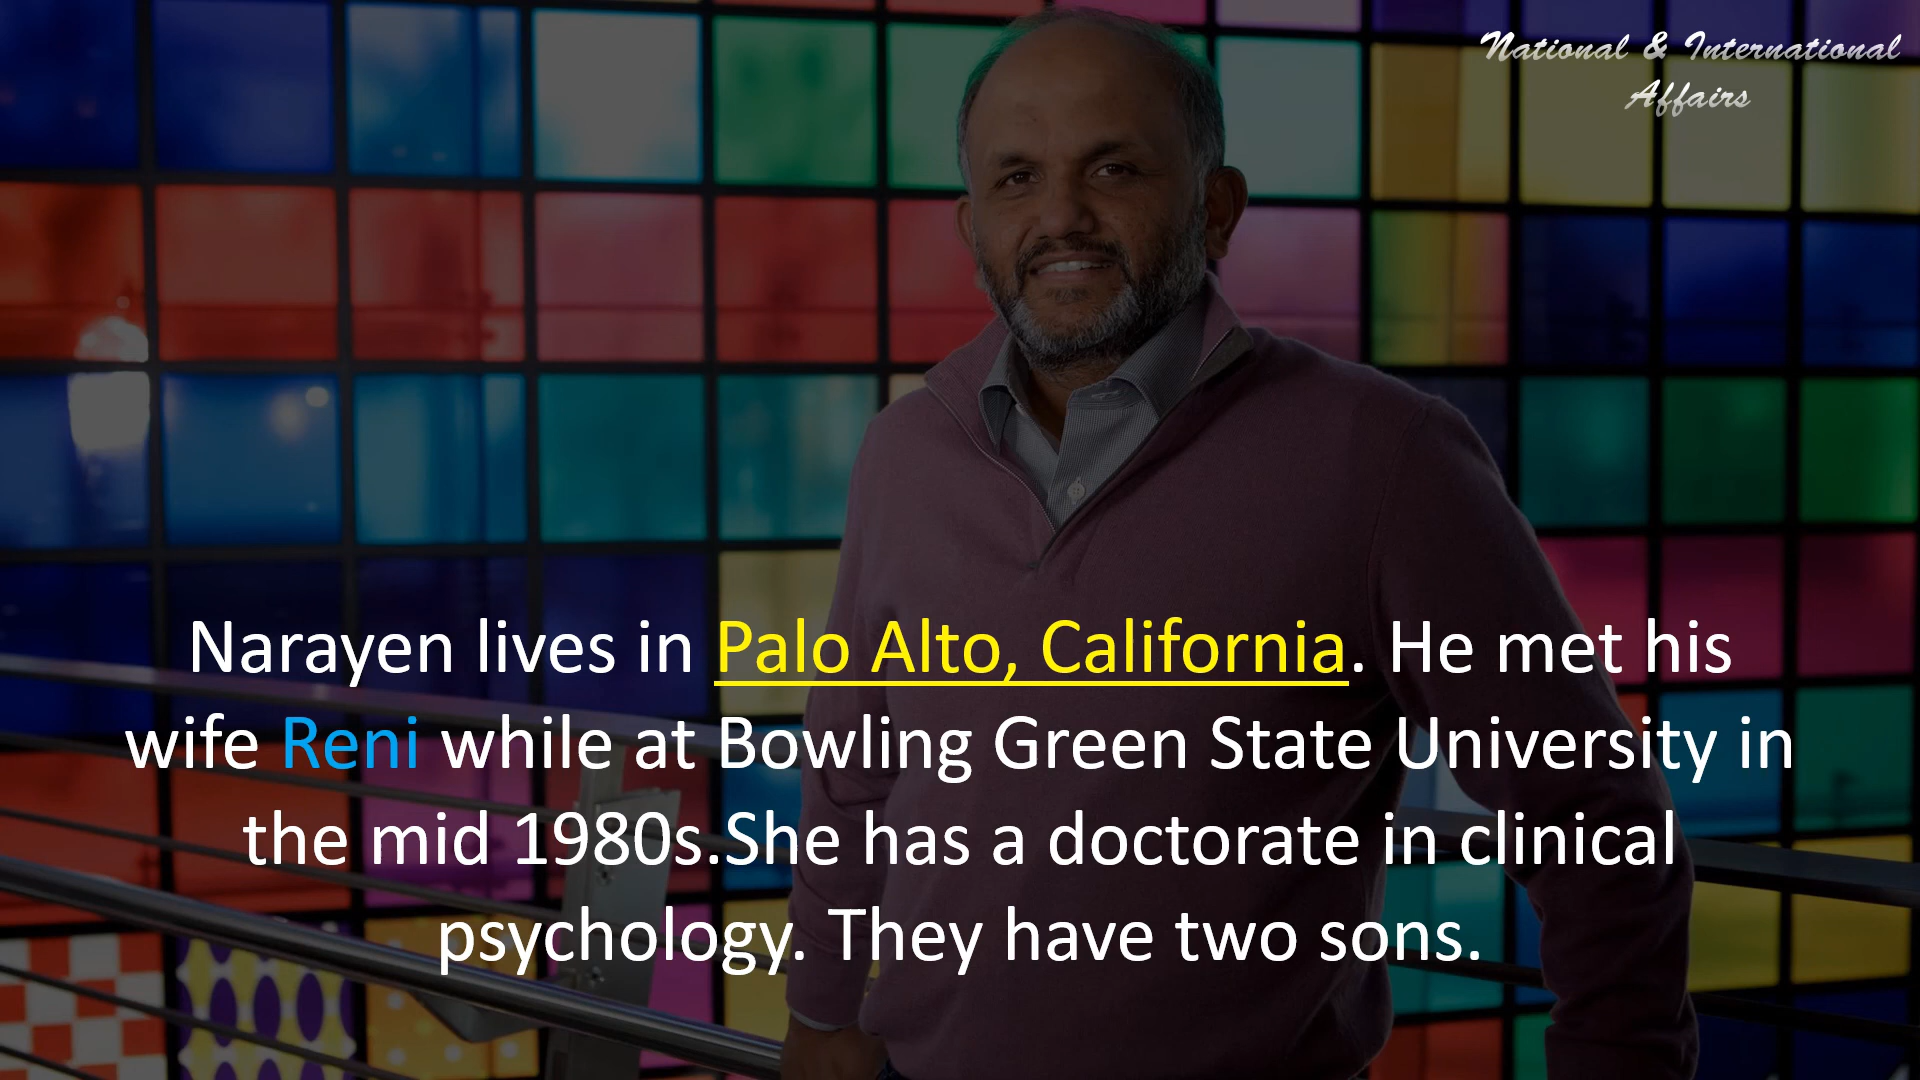 National & International
Affairs
Narayen lives in Palo Alto, California. He met his
wife Reni while at Bowling Green State University in
the mid 1980s.She has a doctorate in clinical
psychology. They have two sons.